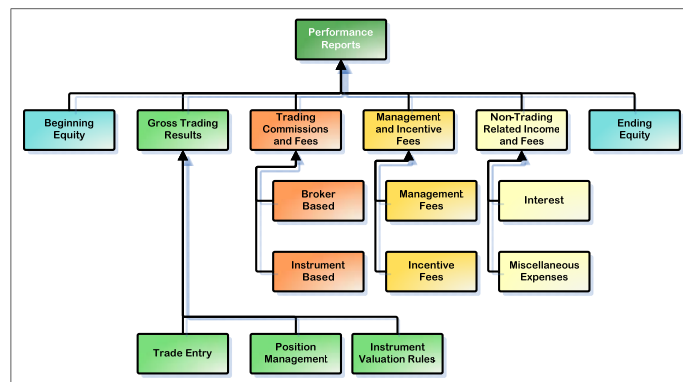 Performance
Reports
Beginning
Equity
Gross Trading
Results
Trading
Commissions
and Fees
Management
and Incentive
Fees
Non-Trading
Related Income
and Fees
Ending
Equity
Broker
Based
Management
Fees
Interest
Instrument
Based
Incentive
Fees
Miscellaneous
Expenses
Trade Entry
Position
Management
Instrument
Valuation Rules